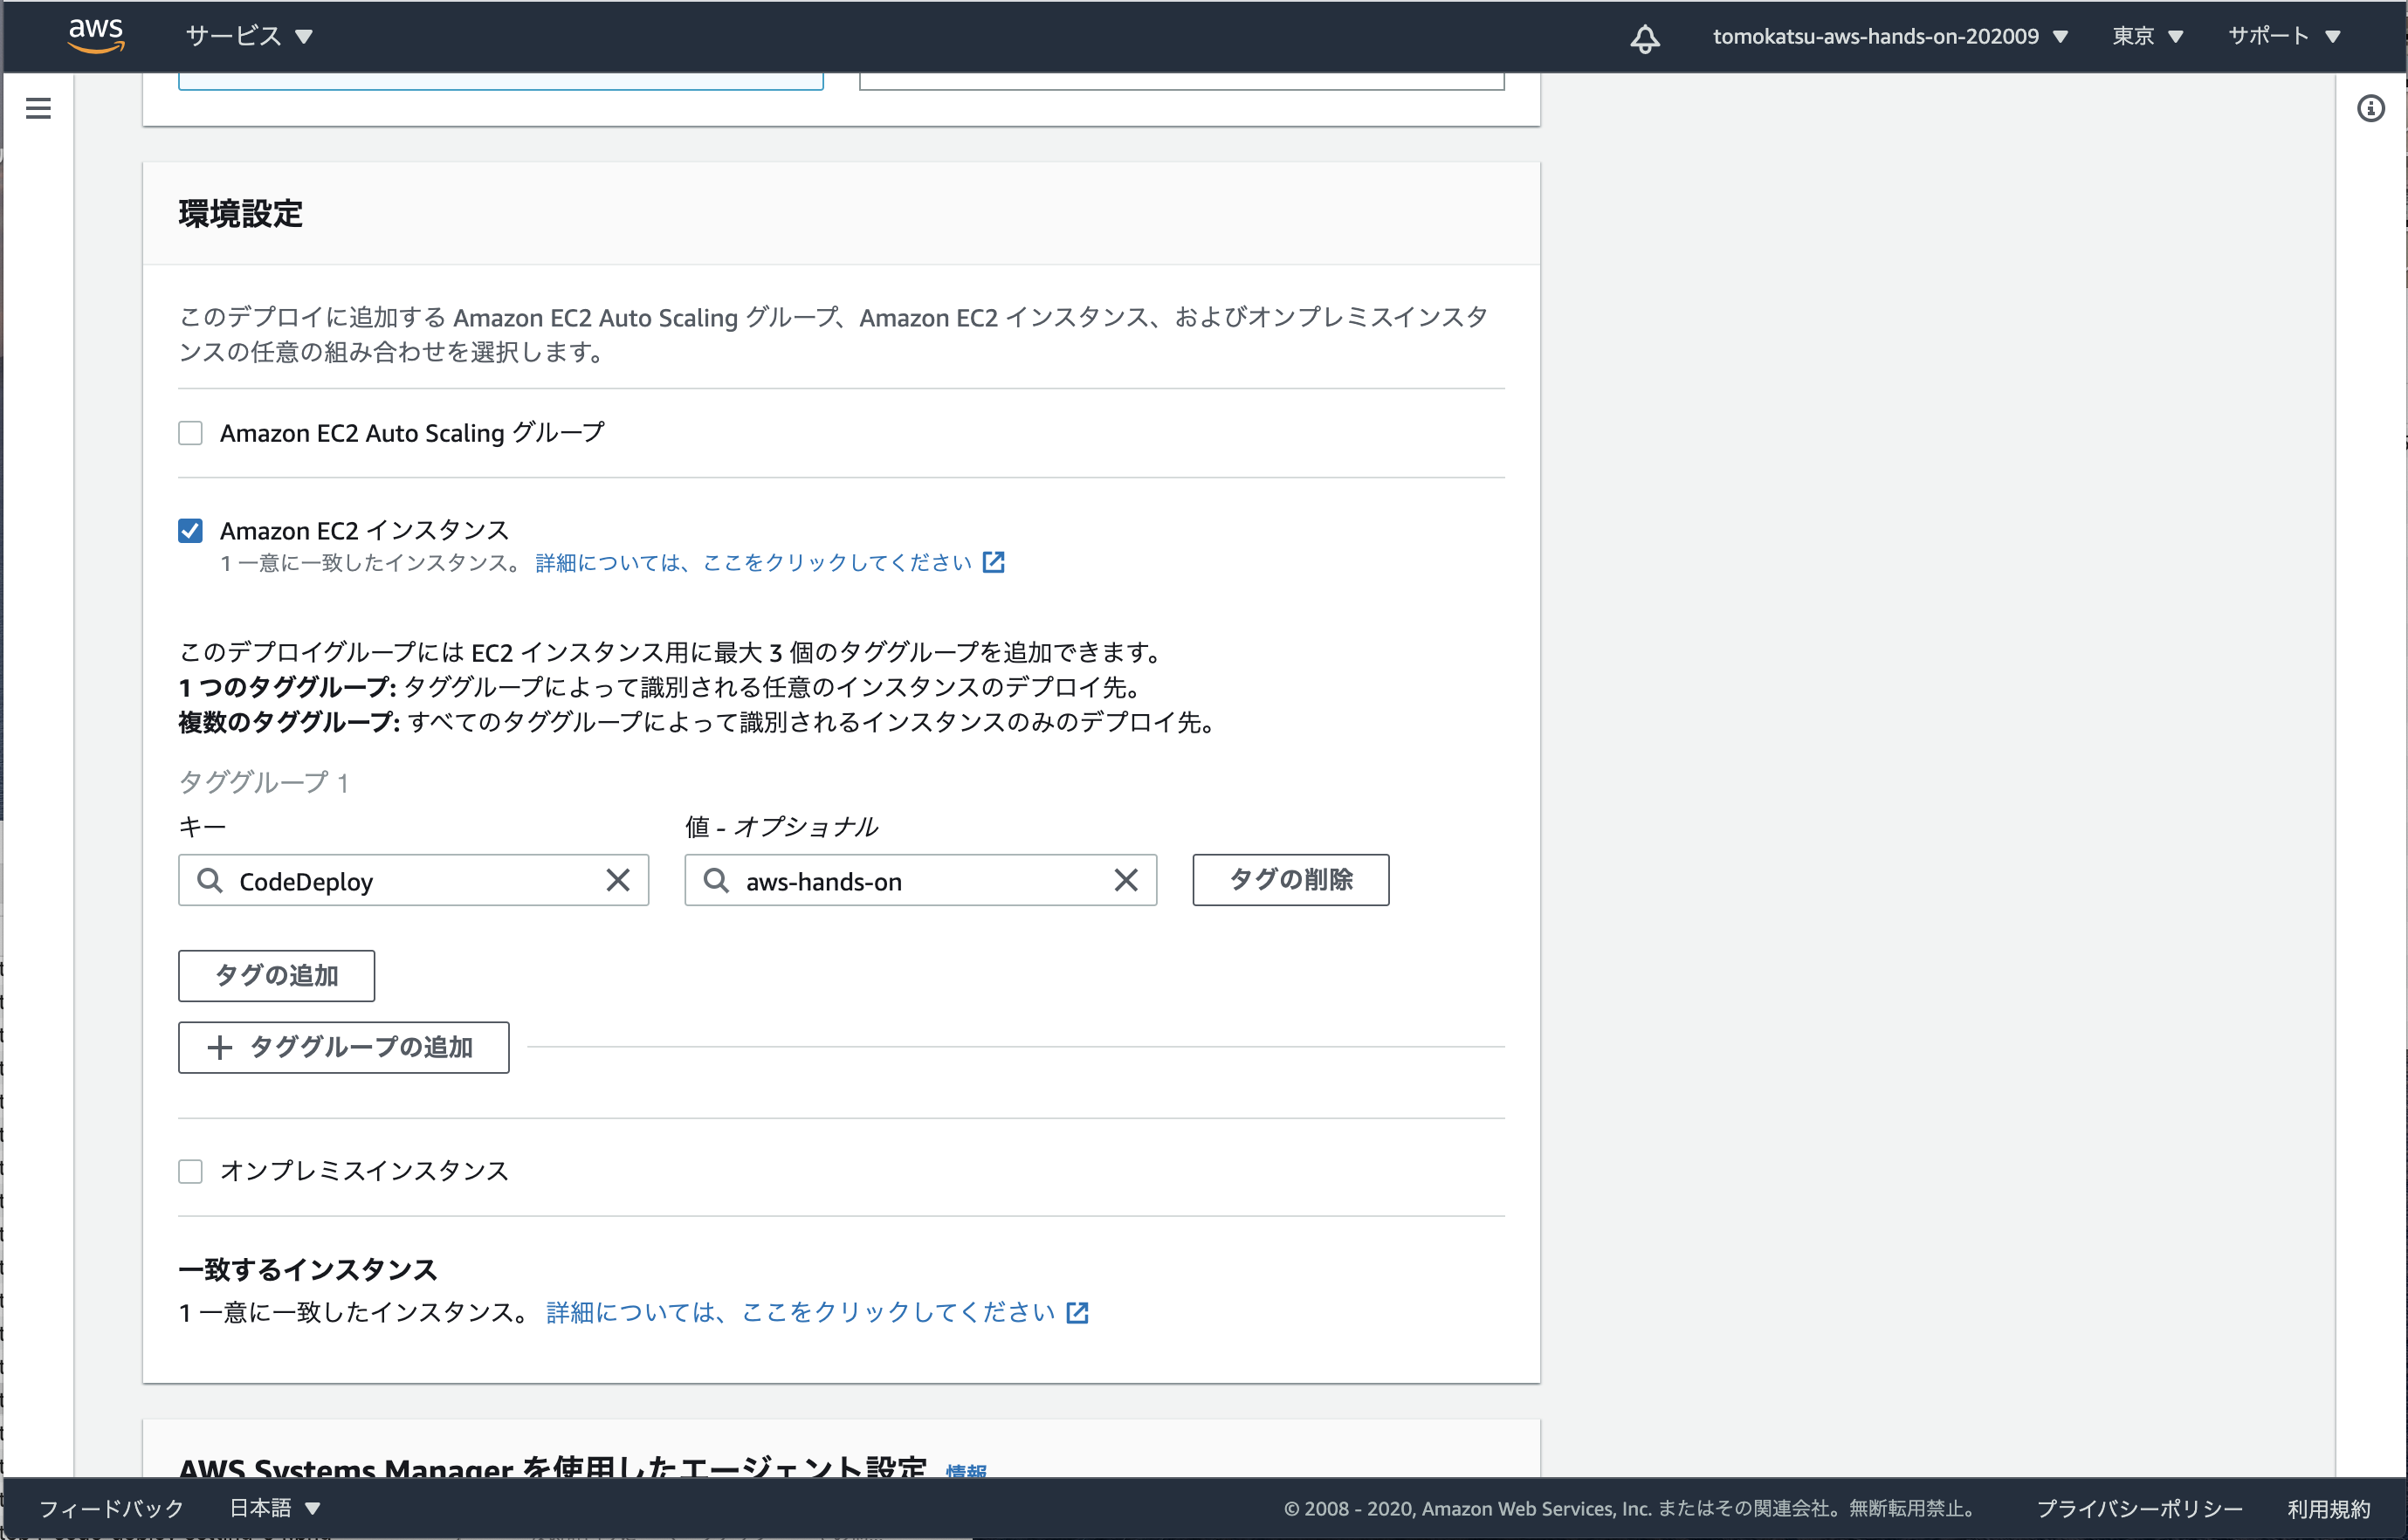 aws サービス tomokatsu-aws-hands-on-202009 東京 サポート
環境設定
このデプロイに追加する Amazon EC2 Auto Scaling グループ、Amazon EC2 インスタンス、およびオンプレミスインスタ
ンスの任意の組み合わせを選択します。
Amazon EC2 Auto Scaling グループ
Amazon EC2 インスタンス
1 一意に一致したインスタンス。 詳細については、ここをクリックしてください
このデプロイグループには EC2 インスタンス用に最大 3 個のタググループを追加できます。
1 つのタググループ: タググループによって識別される任意のインスタンスのデプロイ先。
複数のタググループ: すべてのタググループによって識別されるインスタンスのみのデプロイ先。
タググループ 1
キー 値 - オプショナル
CodeDeploy aws-hands-on タグの削除
タグの追加
タググループの追加
オンプレミスインスタンス
一致するインスタンス
1 一意に一致したインスタンス。 詳細については、ここをクリックしてください
AWS Systems Manager を使用したエージェント設定 情報
フィードバック 日本語 © 2008 - 2020, Amazon Web Services, Inc. またはその関連会社。無断転用禁止。 プライバシーポリシー 利用規約